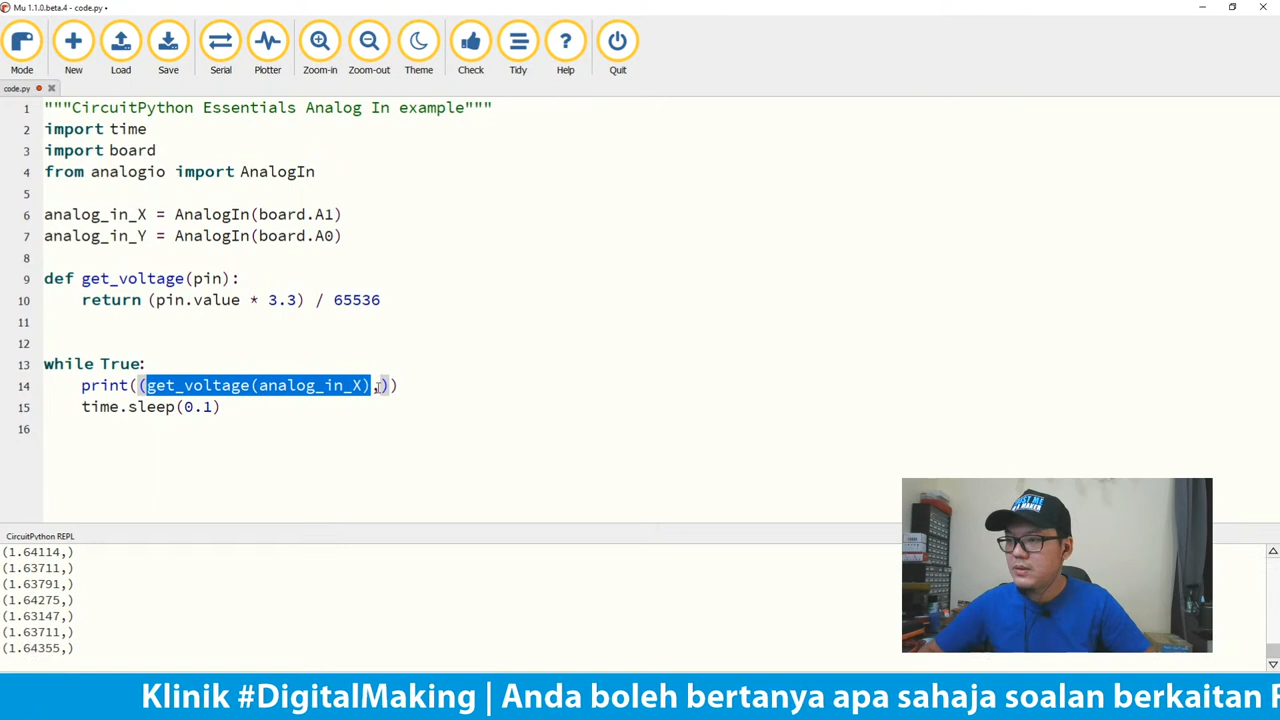 Mu 1.1.0.beta.4 - code.py •
Mode New Load Save Serial Plotter Zoom-in Zoom-out Theme Check Tidy Help Quit
code.py
1 """CircuitPython Essentials Analog In example"""
2 import time
3 import board
4 from analogio import AnalogIn
5
6 analog_in_X = AnalogIn(board.A1)
7 analog_in_Y = AnalogIn(board.A0)
8
9 def get_voltage(pin):
10 return (pin.value * 3.3) / 65536
11
12
13 while True:
14 print((get_voltage(analog_in_X),))
15 time.sleep(0.1)
16
CircuitPython REPL
(1.64114,)
(1.63711,)
(1.63791,)
(1.64275,)
(1.63147,)
(1.63711,)
(1.64355,)
Klinik #DigitalMaking | Anda boleh bertanya apa sahaja soalan berkaitan